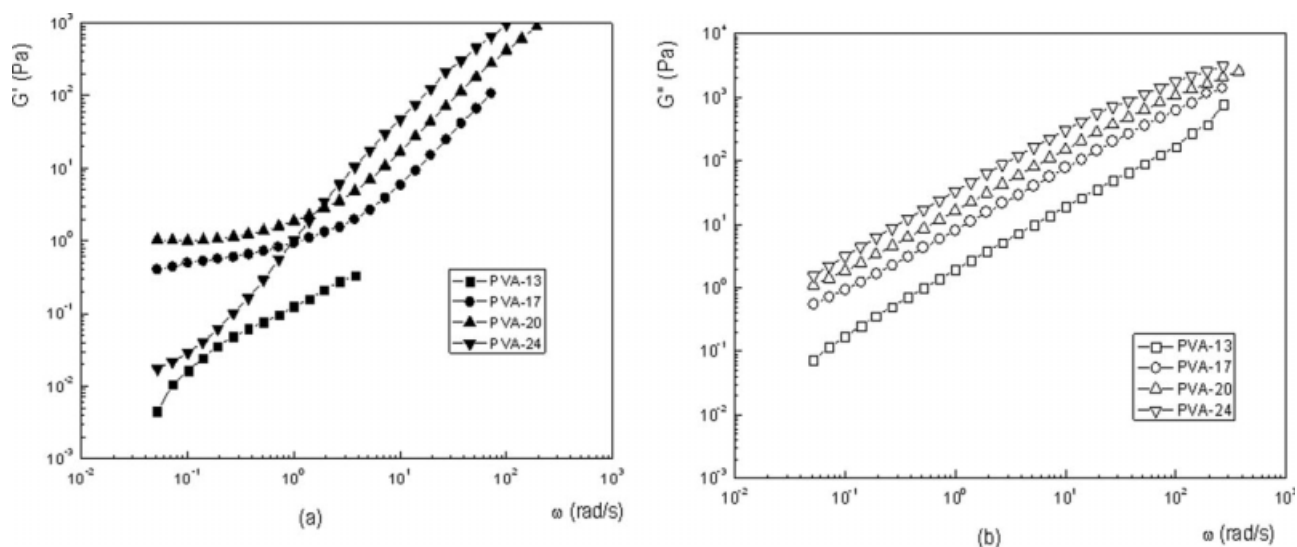 10³
10²
10¹
10⁰
10⁻¹
10⁻²
10⁻³
G' (Pa)
PVA-13
PVA-17
PVA-20
PVA-24
10⁻² 10⁻¹ 10⁰ 10¹ 10² 10³
(a) ω (rad/s)
10⁴
10³
10²
10¹
10⁰
10⁻¹
10⁻²
10⁻³
G" (Pa)
PVA-13
PVA-17
PVA-20
PVA-24
10⁻² 10⁻¹ 10⁰ 10¹ 10² 10³
(b) ω (rad/s)